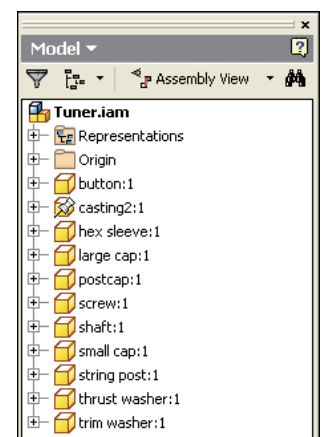 Model
Assembly View
Tuner.iam
Representations
Origin
button:1
casting2:1
hex sleeve:1
large cap:1
postcap:1
screw:1
shaft:1
small cap:1
string post:1
thrust washer:1
trim washer:1